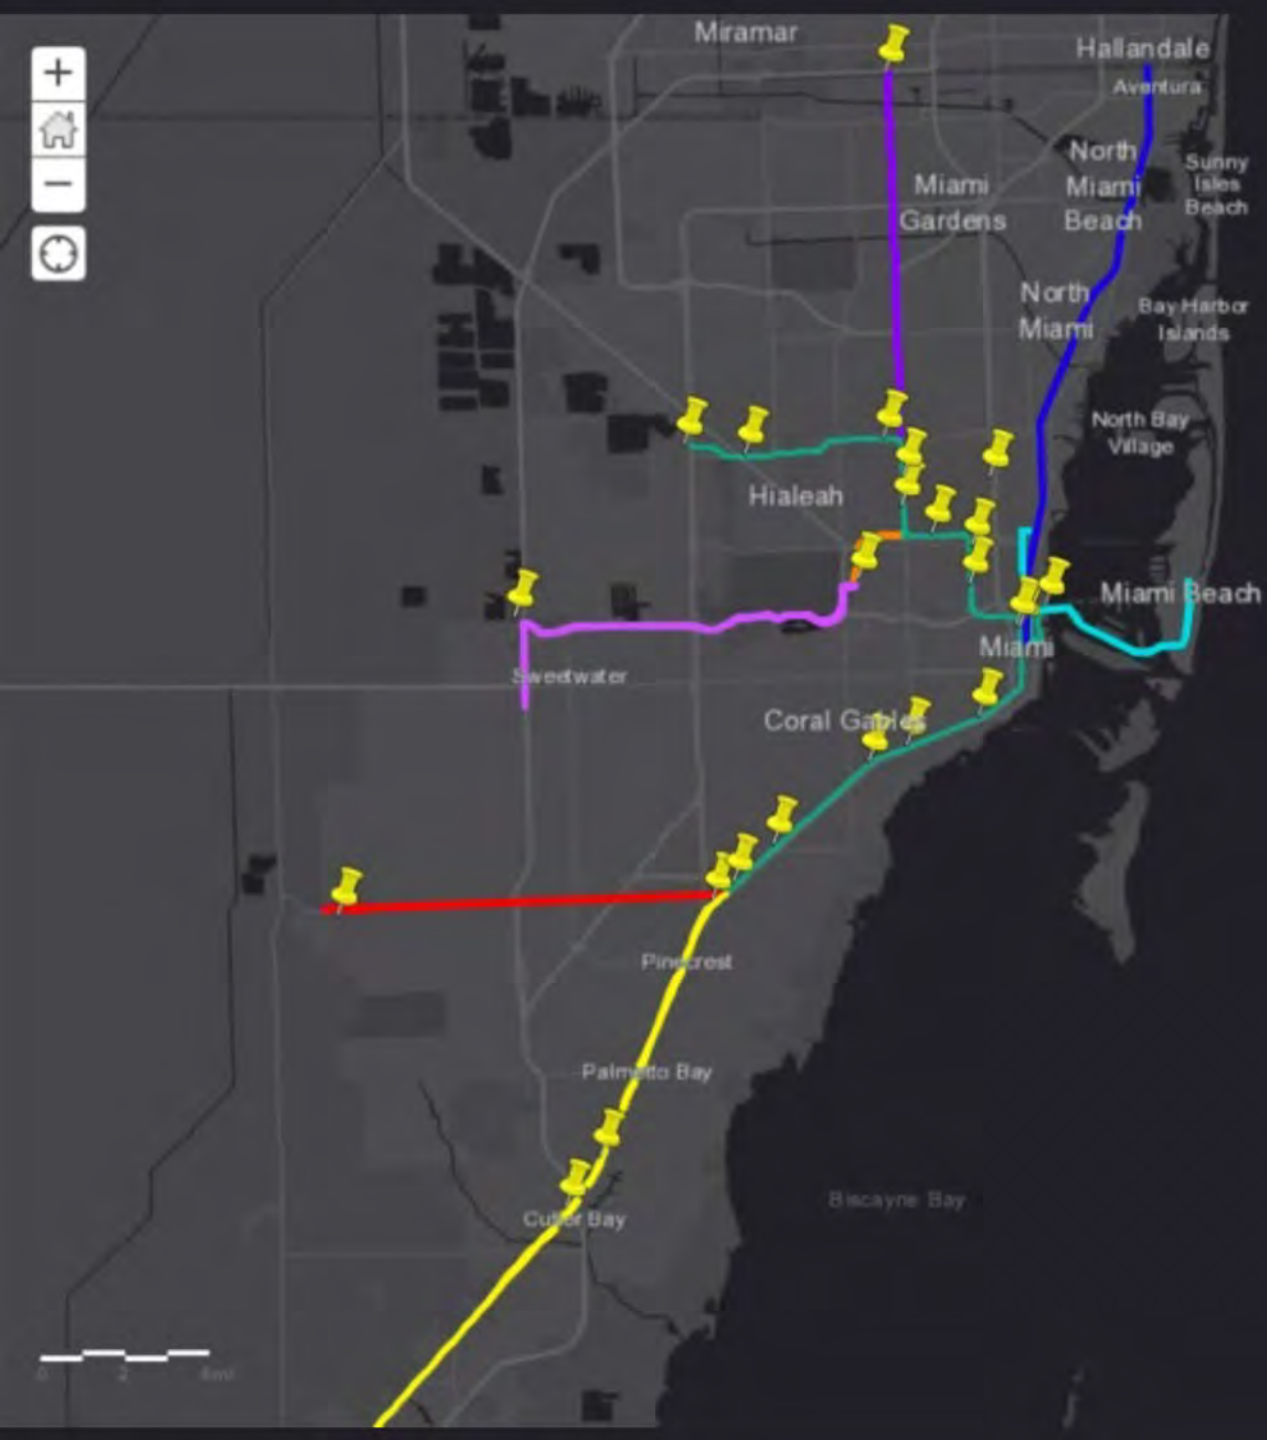 Miramar
Hallandale
Aventura
+
−
North
Miami
Beach
Sunny
Isles
Beach
Miami
Gardens
North
Miami
Bay Harbor
Islands
North Bay
Village
Hialeah
Miami Beach
Miami
Sweetwater
Coral Gables
Pinecrest
Palmetto Bay
Biscayne Bay
Cutler Bay
0 2 4mi